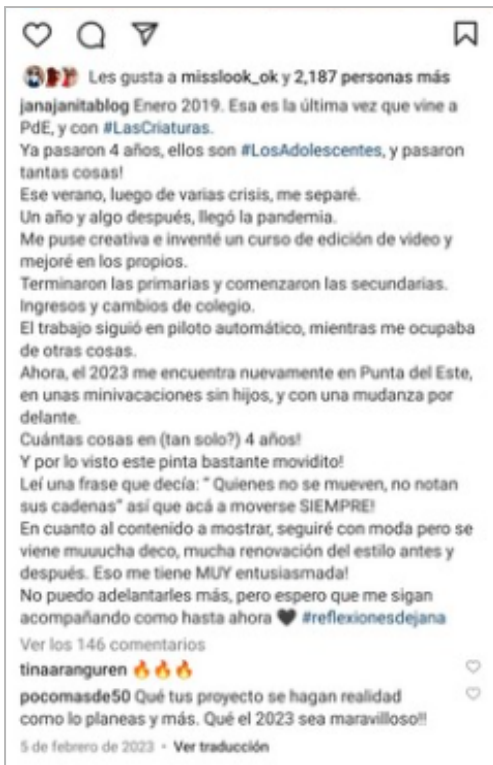 Les gusta a misslook_ok y 2,187 personas más
janajanitablog Enero 2019. Esa es la última vez que vine a
PdE, y con #LasCriaturas.
Ya pasaron 4 años, ellos son #LosAdolescentes, y pasaron
tantas cosas!
Ese verano, luego de varias crisis, me separé.
Un año y algo después, llegó la pandemia.
Me puse creativa e inventé un curso de edición de video y
mejoré en los propios.
Terminaron las primarias y comenzaron las secundarias.
Ingresos y cambios de colegio.
El trabajo siguió en piloto automático, mientras me ocupaba
de otras cosas.
Ahora, el 2023 me encuentra nuevamente en Punta del Este,
en unas minivacaciones sin hijos, y con una mudanza por
delante.
Cuántas cosas en (tan solo?) 4 años!
Y por lo visto este pinta bastante movidito!
Leí una frase que decía: “ Quienes no se mueven, no notan
sus cadenas” así que acá a moverse SIEMPRE!
En cuanto al contenido a mostrar, seguiré con moda pero se
viene muuucha deco, mucha renovación del estilo antes y
después. Eso me tiene MUY entusiasmada!
No puedo adelantarles más, pero espero que me sigan
acompañando como hasta ahora 🖤 #reflexionesdejana
Ver los 146 comentarios
tinaaranguren 🔥🔥🔥
pocomasde50 Qué tus proyecto se hagan realidad
como lo planeas y más. Qué el 2023 sea maravilloso!!
5 de febrero de 2023 • Ver traducción